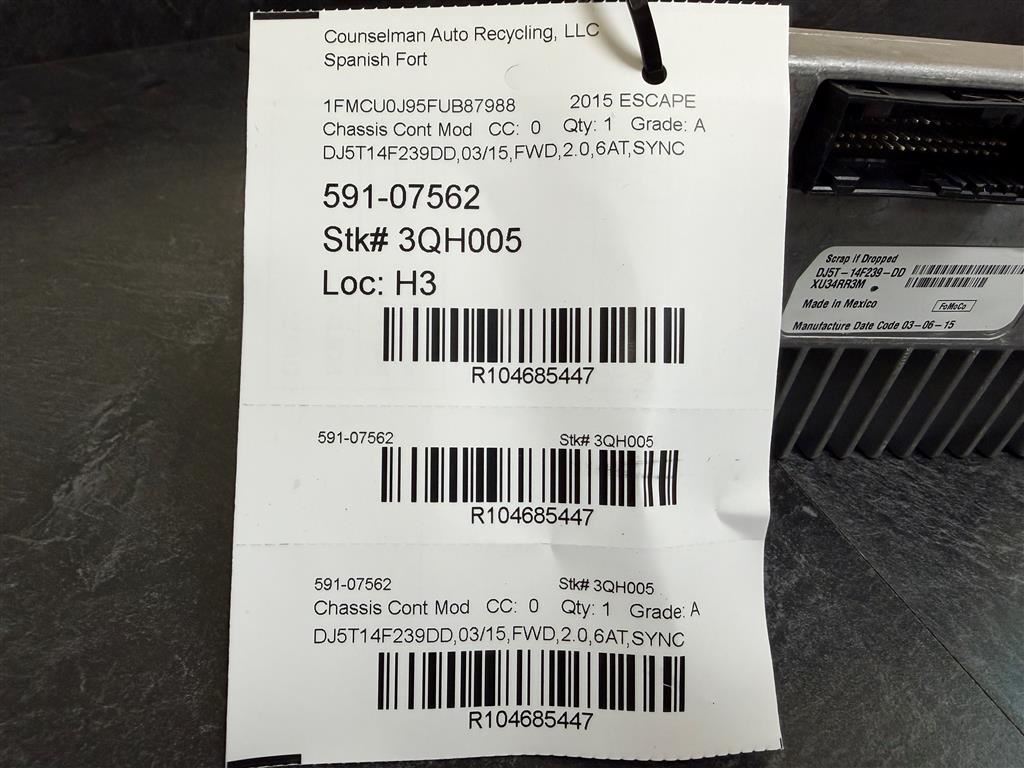 Counselman Auto Recycling, LLC
Spanish Fort
1FMCU0J95FUB87988 2015 ESCAPE
Chassis Cont Mod CC: 0 Qty: 1 Grade: A
DJ5T14F239DD,03/15,FWD,2.0,6AT,SYNC
591-07562
Stk# 3QH005
Loc: H3
R104685447
591-07562 Stk# 3QH005
R104685447
591-07562 Stk# 3QH005
Chassis Cont Mod CC: 0 Qty: 1 Grade: A
DJ5T14F239DD,03/15,FWD,2.0,6AT,SYNC
R104685447
Scrap if Dropped
DJ5T-14F239-DD
XU34RR3M
Made in Mexico FoMoCo
Manufacture Date Code 03-06-15